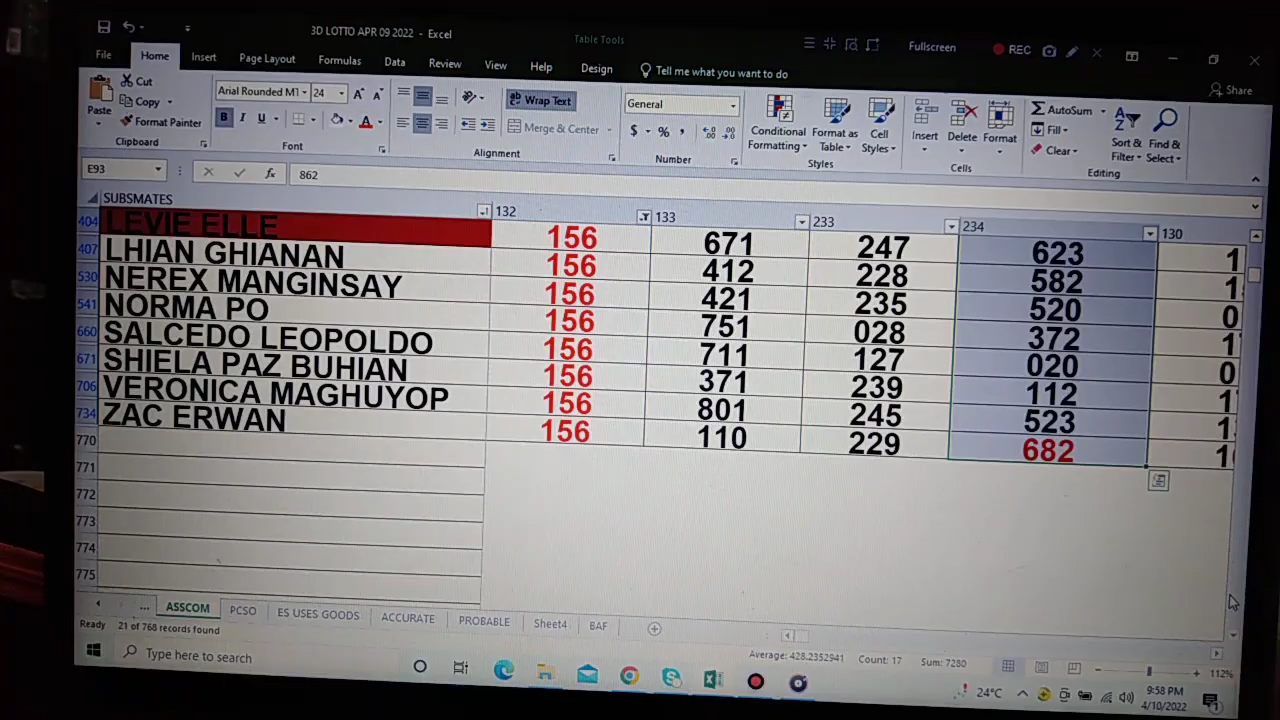 3D LOTTO APR 09 2022 - Excel
Table Tools
Fullscreen
REC
File Home Insert Page Layout Formulas Data Review View Help Design Tell me what you want to do
Share
Paste
Cut
Copy
Format Painter
Clipboard
Arial Rounded MT 24
B I U
Font
Wrap Text
Merge & Center
Alignment
General
$ % ,
Number
Conditional Formatting
Format as Table
Cell Styles
Styles
Insert Delete Format
Cells
AutoSum
Fill
Clear
Sort & Filter
Find & Select
Editing
E93 fx 862
SUBSMATES 132 133 233 234 130
404 LEVIE ELLE 156 671 247 623
407 LHIAN GHIANAN 156 412 228 582
530 NEREX MANGINSAY 156 421 235 520
541 NORMA PO 156 751 028 372
660 SALCEDO LEOPOLDO 156 711 127 020
671 SHIELA PAZ BUHIAN 156 371 239 112
706 VERONICA MAGHUYOP 156 801 245 523
734 ZAC ERWAN 156 110 229 682
770
771
772
773
774
775
... ASSCOM PCSO ES USES GOODS ACCURATE PROBABLE Sheet4 BAF
Ready 21 of 768 records found Average: 428.2352941 Count: 17 Sum: 7280 112%
Type here to search
24°C
9:58 PM
4/10/2022